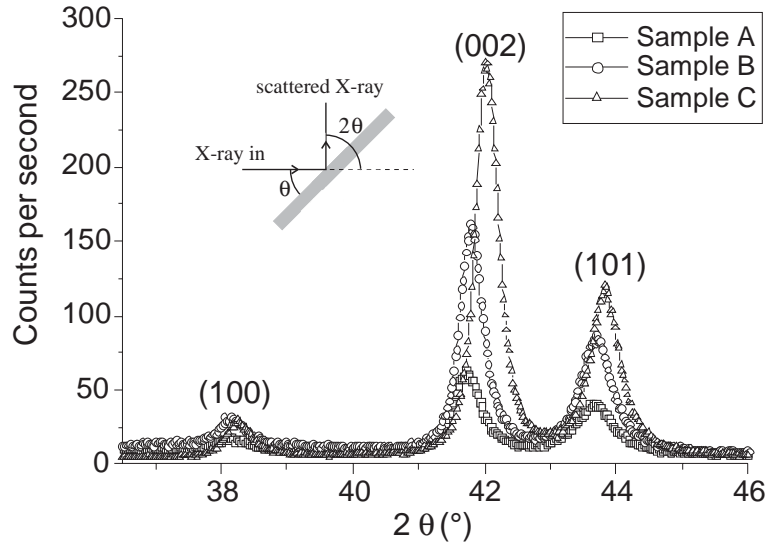 300
250
200
150
100
50
0
Counts per second
38
40
42
44
46
2 θ (°)
(100)
(002)
(101)
scattered X-ray
2θ
X-ray in
θ
Sample A
Sample B
Sample C